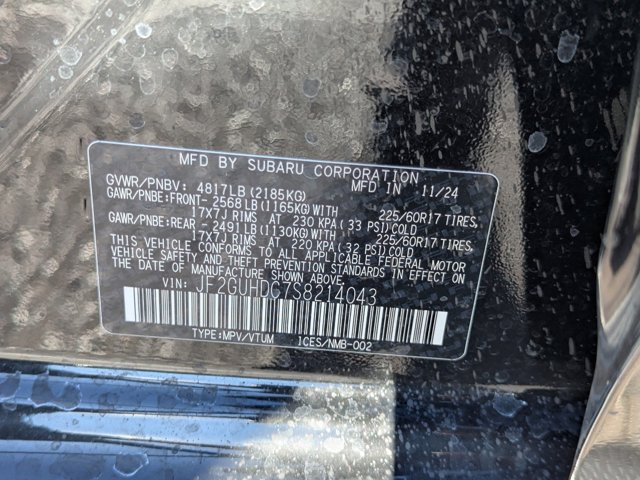 MFD BY SUBARU CORPORATION
GVWR/PNBV: 4817LB (2185KG) MFD IN 11/24
GAWR/PNBE:FRONT-2568LB (1165KG)WITH 225/60R17 TIRES,
17X7J RIMS AT 230 KPA (33 PSI)COLD
GAWR/PNBE:REAR -2491LB (1130KG)WITH 225/60R17 TIRES,
17X7J RIMS AT 220 KPA (32 PSI)COLD
THIS VEHICLE CONFORMS TO ALL APPLICABLE FEDERAL MOTOR
VEHICLE SAFETY AND THEFT PREVENTION STANDARDS IN EFFECT ON
THE DATE OF MANUFACTURE SHOWN ABOVE.
VIN: JF2GUHDG7S8214043
TYPE:MPV/VTUM ICES/NMB-002